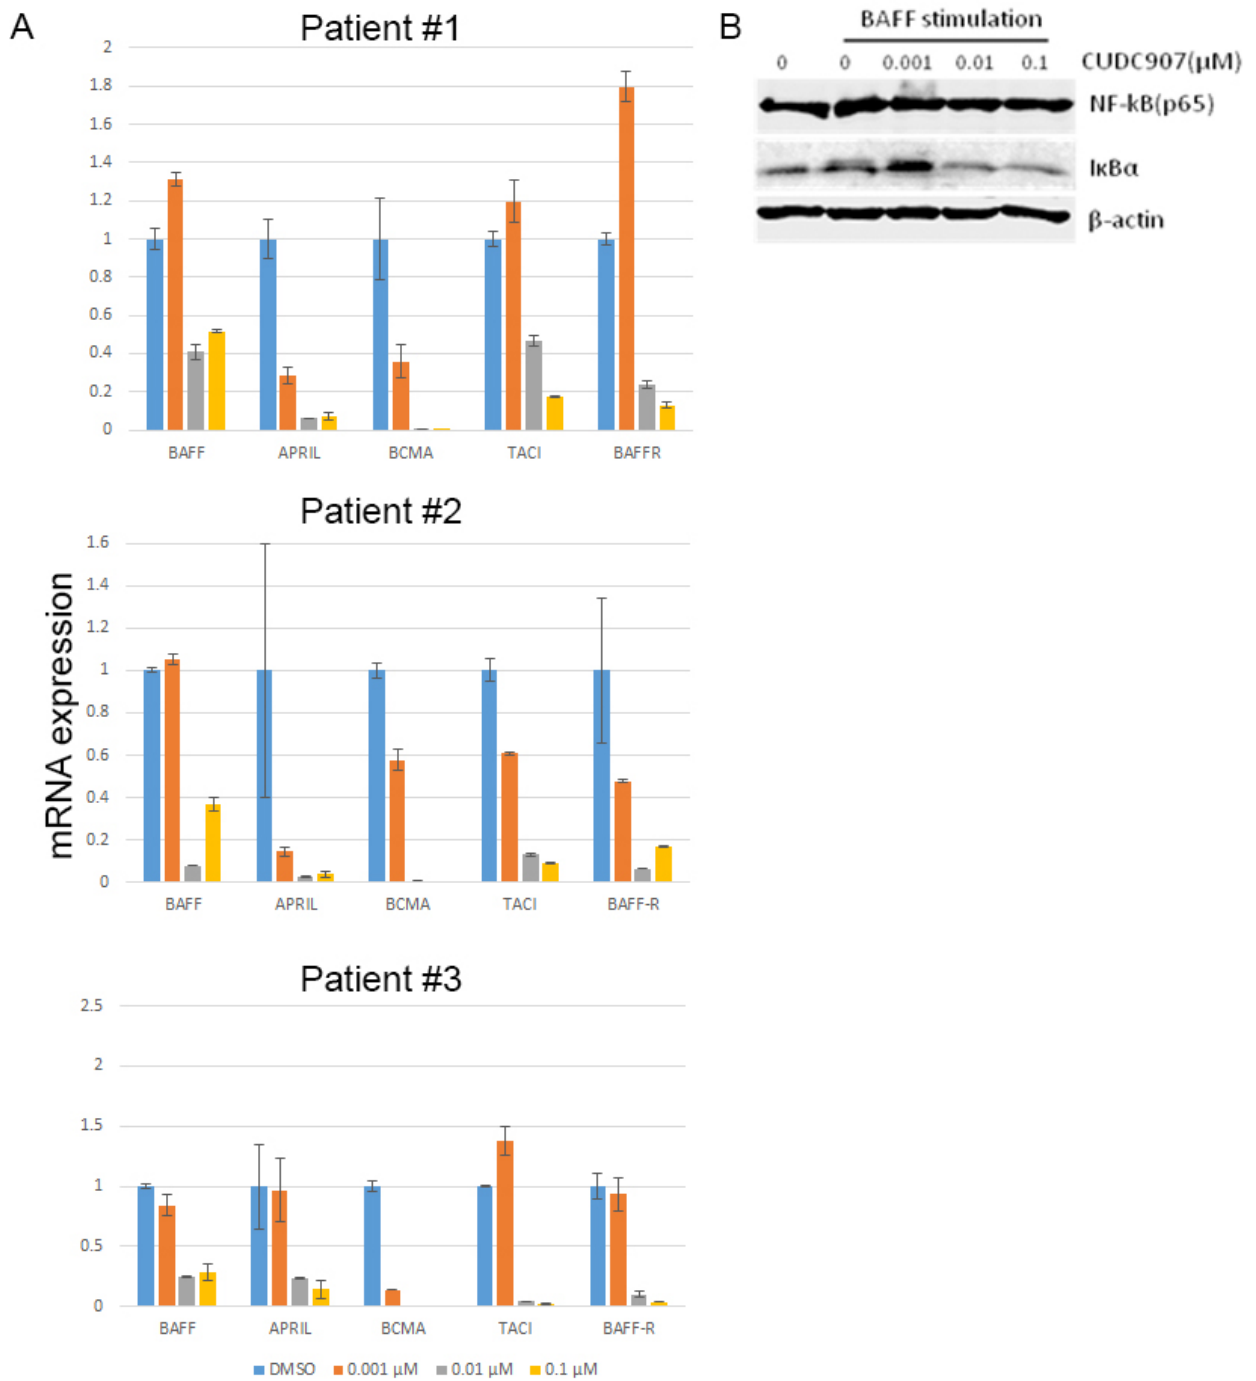 A
Patient #1
2
1.8
1.6
1.4
1.2
1
0.8
0.6
0.4
0.2
0
BAFF APRIL BCMA TACI BAFFR
Patient #2
mRNA expression
1.6
1.4
1.2
1
0.8
0.6
0.4
0.2
0
BAFF APRIL BCMA TACI BAFF-R
Patient #3
2.5
2
1.5
1
0.5
0
BAFF APRIL BCMA TACI BAFF-R
DMSO 0.001 µM 0.01 µM 0.1 µM
B
BAFF stimulation
0 0 0.001 0.01 0.1 CUDC907(µM)
NF-kB(p65)
IκBα
β-actin